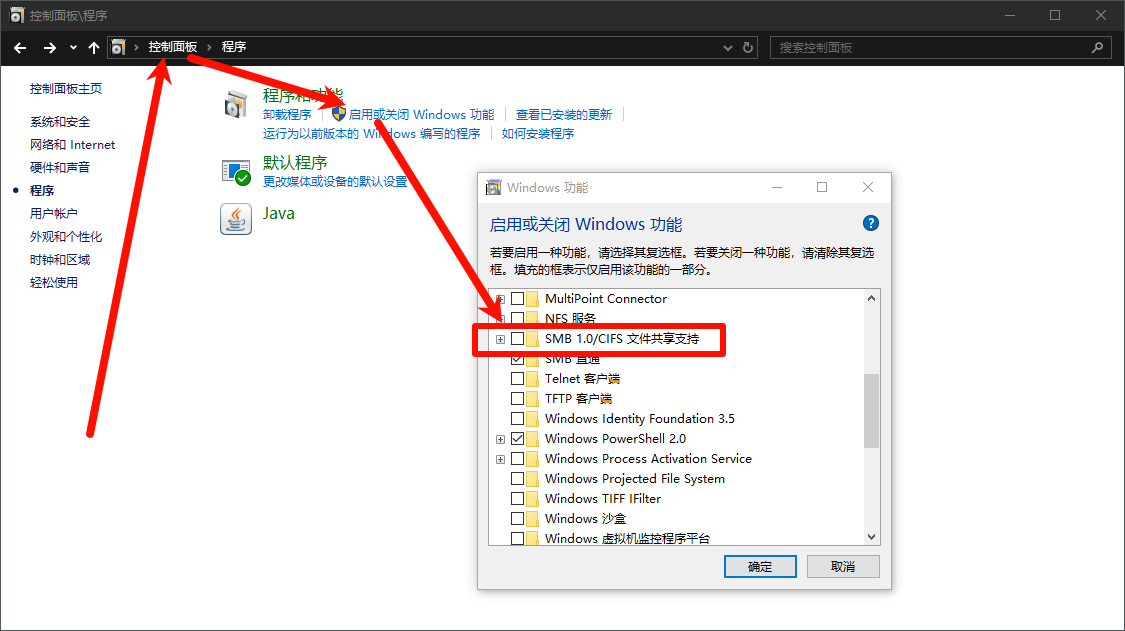 控制面板\程序
控制面板 程序
搜索控制面板
控制面板主页
系统和安全
网络和 Internet
硬件和声音
程序
用户帐户
外观和个性化
时钟和区域
轻松使用
程序和功能
卸载程序 启用或关闭 Windows 功能 查看已安装的更新
运行为以前版本的 Windows 编写的程序 如何安装程序
默认程序
更改媒体或设备的默认设置
Java
Windows 功能
启用或关闭 Windows 功能
若要启用一种功能，请选择其复选框。若要关闭一种功能，请清除其复选
框。填充的框表示仅启用该功能的一部分。
MultiPoint Connector
NFS 服务
SMB 1.0/CIFS 文件共享支持
SMB 直通
Telnet 客户端
TFTP 客户端
Windows Identity Foundation 3.5
Windows PowerShell 2.0
Windows Process Activation Service
Windows Projected File System
Windows TIFF IFilter
Windows 沙盒
Windows 虚拟机监控程序平台
确定 取消